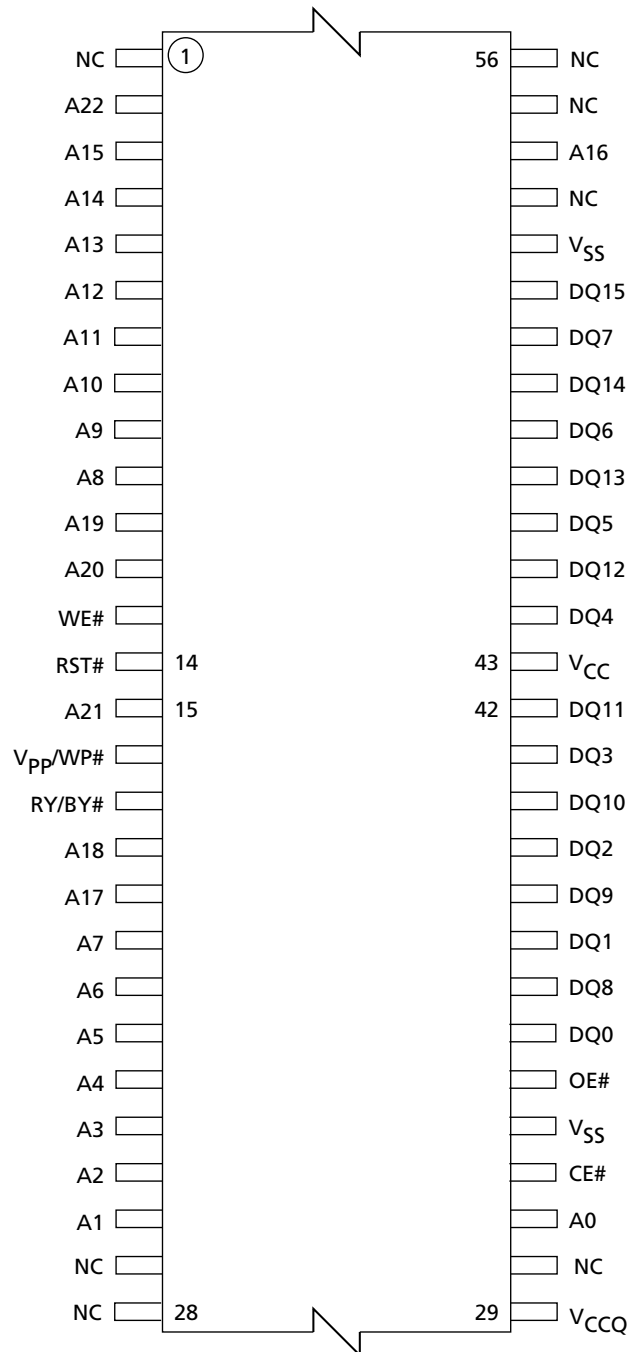 NC 1 56 NC
A22 NC
A15 A16
A14 NC
A13 VSS
A12 DQ15
A11 DQ7
A10 DQ14
A9 DQ6
A8 DQ13
A19 DQ5
A20 DQ12
WE# DQ4
RST# 14 43 VCC
A21 15 42 DQ11
VPP/WP# DQ3
RY/BY# DQ10
A18 DQ2
A17 DQ9
A7 DQ1
A6 DQ8
A5 DQ0
A4 OE#
A3 VSS
A2 CE#
A1 A0
NC NC
NC 28 29 VCCQ